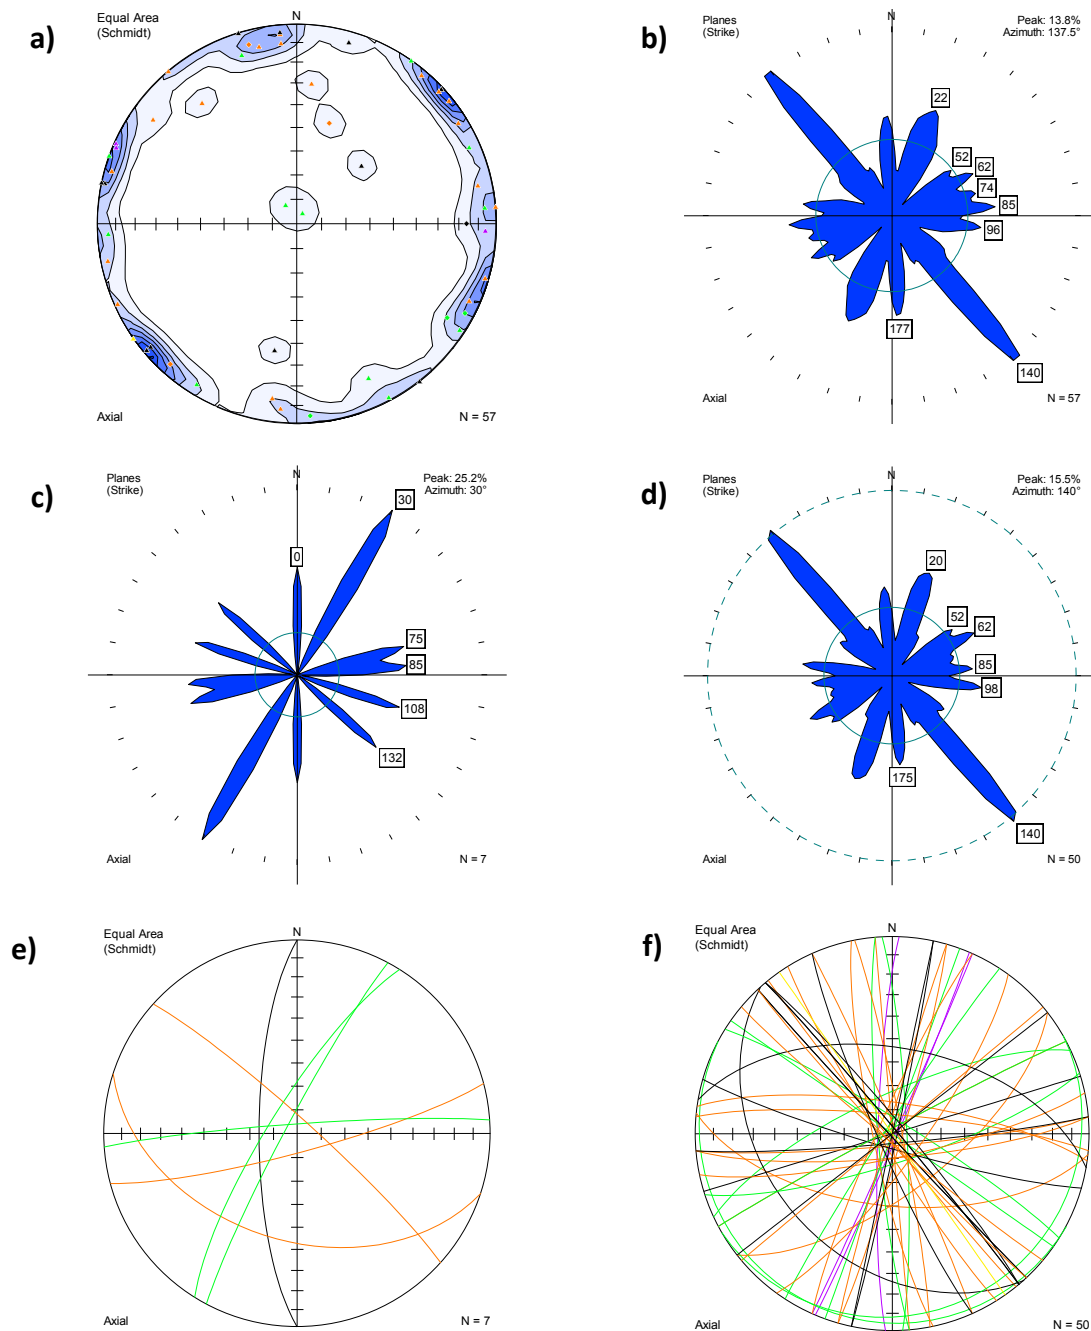 a)
Equal Area
(Schmidt)
N
Axial
N = 57
b)
Planes
(Strike)
N
Peak: 13.8%
Azimuth: 137.5°
22
52
62
74
85
96
177
140
Axial
N = 57
c)
Planes
(Strike)
N
Peak: 25.2%
Azimuth: 30°
30
0
75
85
108
132
Axial
N = 7
d)
Planes
(Strike)
N
Peak: 15.5%
Azimuth: 140°
20
52
62
85
98
175
140
Axial
N = 50
e)
Equal Area
(Schmidt)
N
Axial
N = 7
f)
Equal Area
(Schmidt)
N
Axial
N = 50